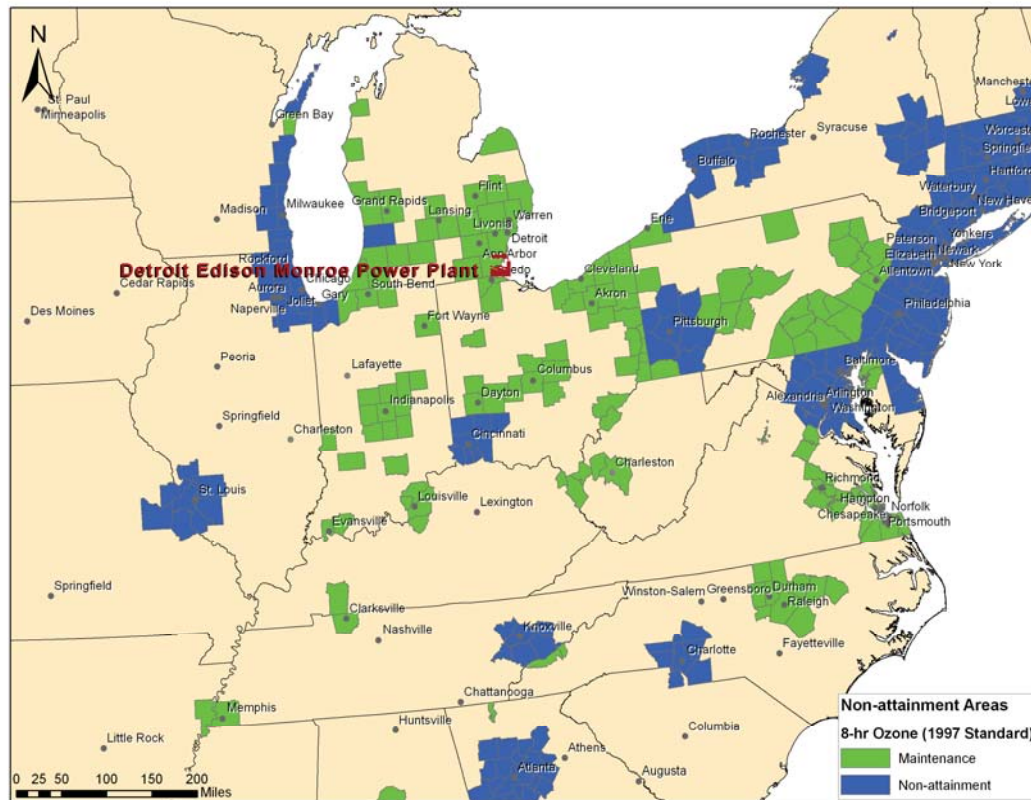 N
St. Paul
Minneapolis
Green Bay
Madison
Milwaukee
Grand Rapids
Lansing
Flint
Warren
Livonia
Detroit
Ann Arbor
Rockford
Detroit Edison Monroe Power Plant
Chicago
Cedar Rapids
Aurora
Joliet
Gary
South Bend
Naperville
Des Moines
Cleveland
Akron
Erie
Buffalo
Rochester
Syracuse
Manchester
Worcest
Springfiel
Hartford
Waterbury
New Have
Bridgeport
Yonkers
Paterson
Newark
Elizabeth
New York
Allentown
Philadelphia
Pittsburgh
Fort Wayne
Peoria
Lafayette
Columbus
Dayton
Indianapolis
Springfield
Charleston
Cincinnati
Baltimore
Arlington
Alexandria
Washington
St. Louis
Louisville
Lexington
Charleston
Evansville
Richmond
Hampton
Norfolk
Chesapeake
Portsmouth
Springfield
Clarksville
Nashville
Knoxville
Winston-Salem
Greensboro
Durham
Raleigh
Charlotte
Fayetteville
Memphis
Chattanooga
Huntsville
Little Rock
Columbia
Athens
Atlanta
Augusta
0 25 50 100 150 200
Miles
Non-attainment Areas
8-hr Ozone (1997 Standard)
Maintenance
Non-attainment